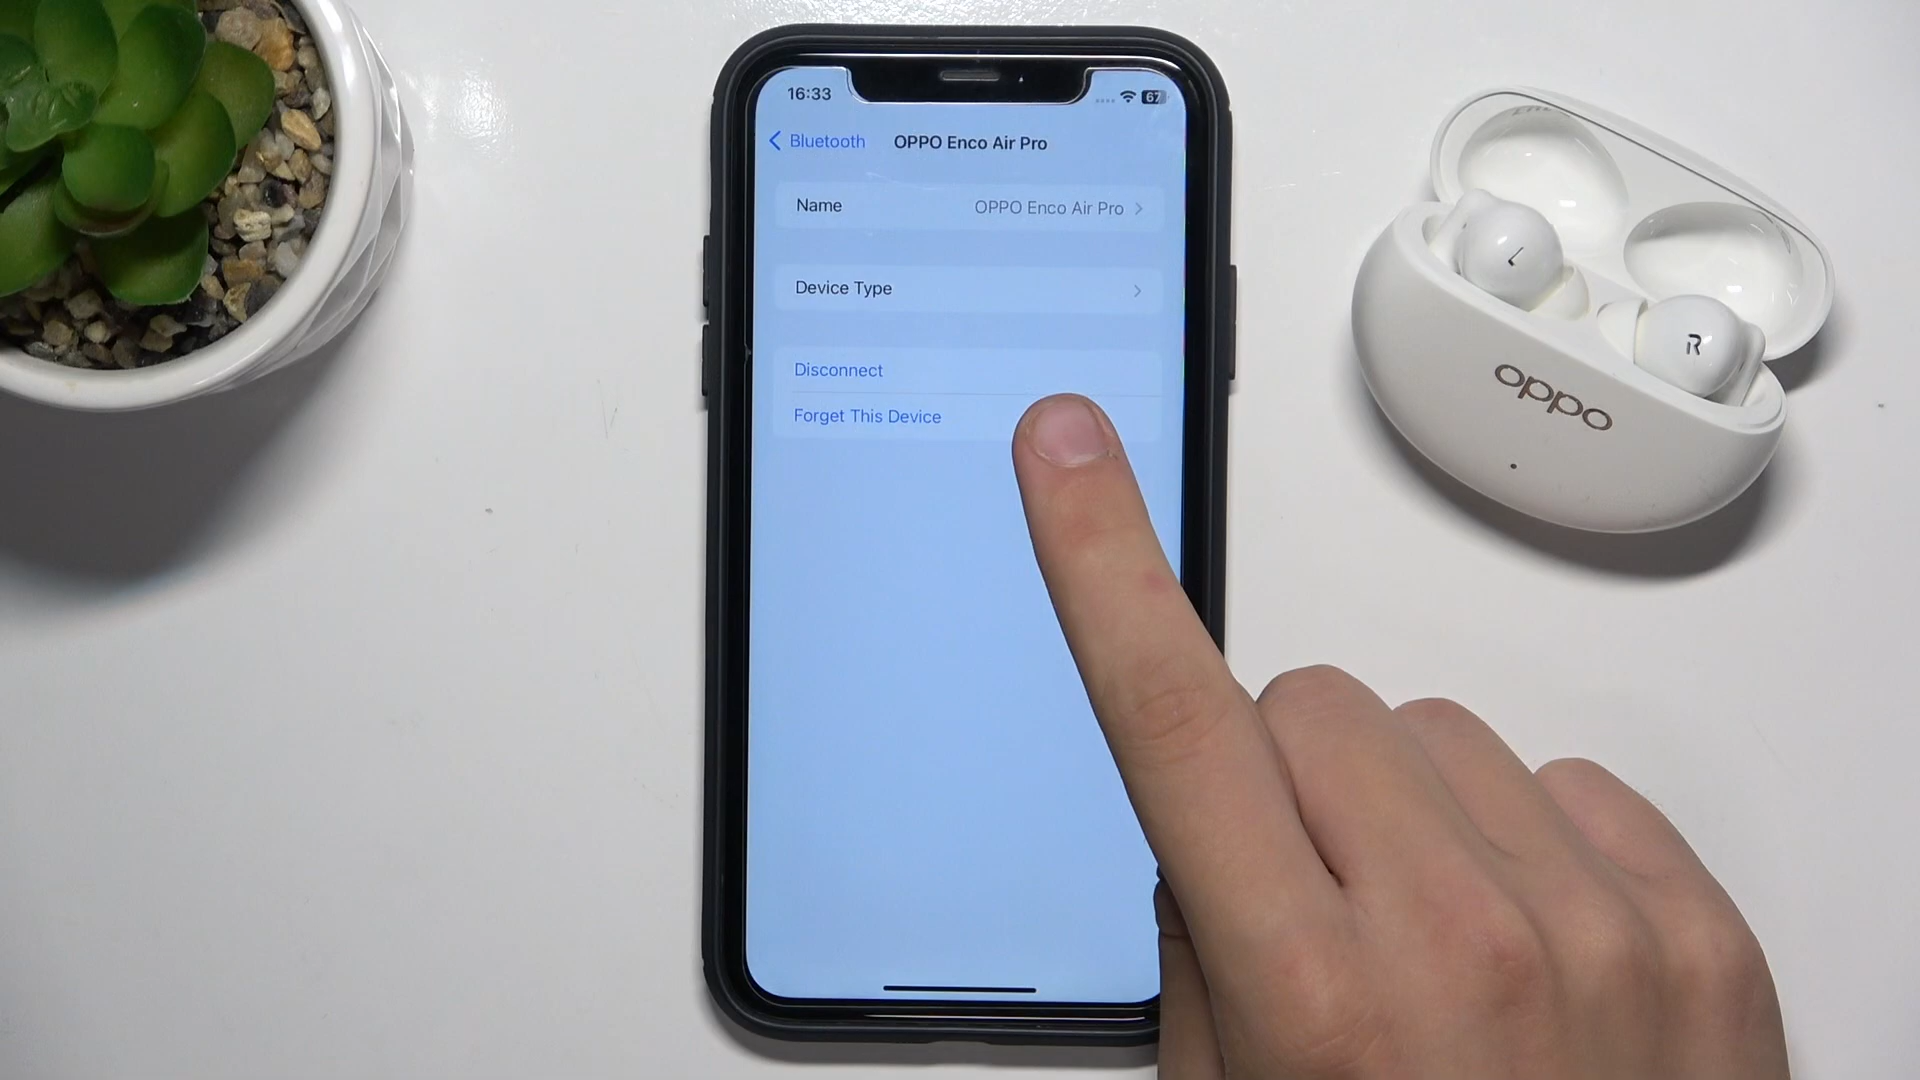 16:33
67
Bluetooth
OPPO Enco Air Pro
Name
OPPO Enco Air Pro
Device Type
Disconnect
Forget This Device
L
R
oppo